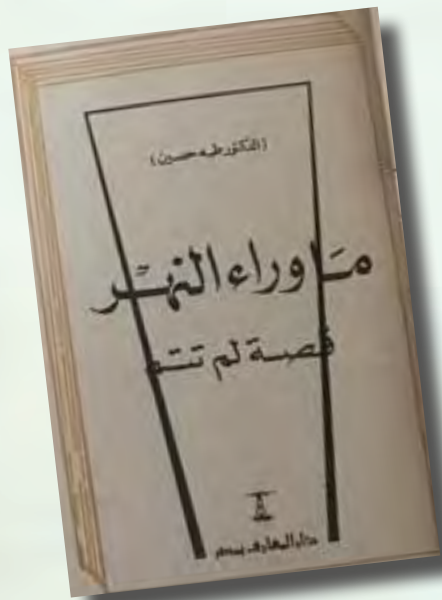 (الدكتور طه حسين)
ما وراء النهر
قصة لم تتم
دار المعارف بمصر